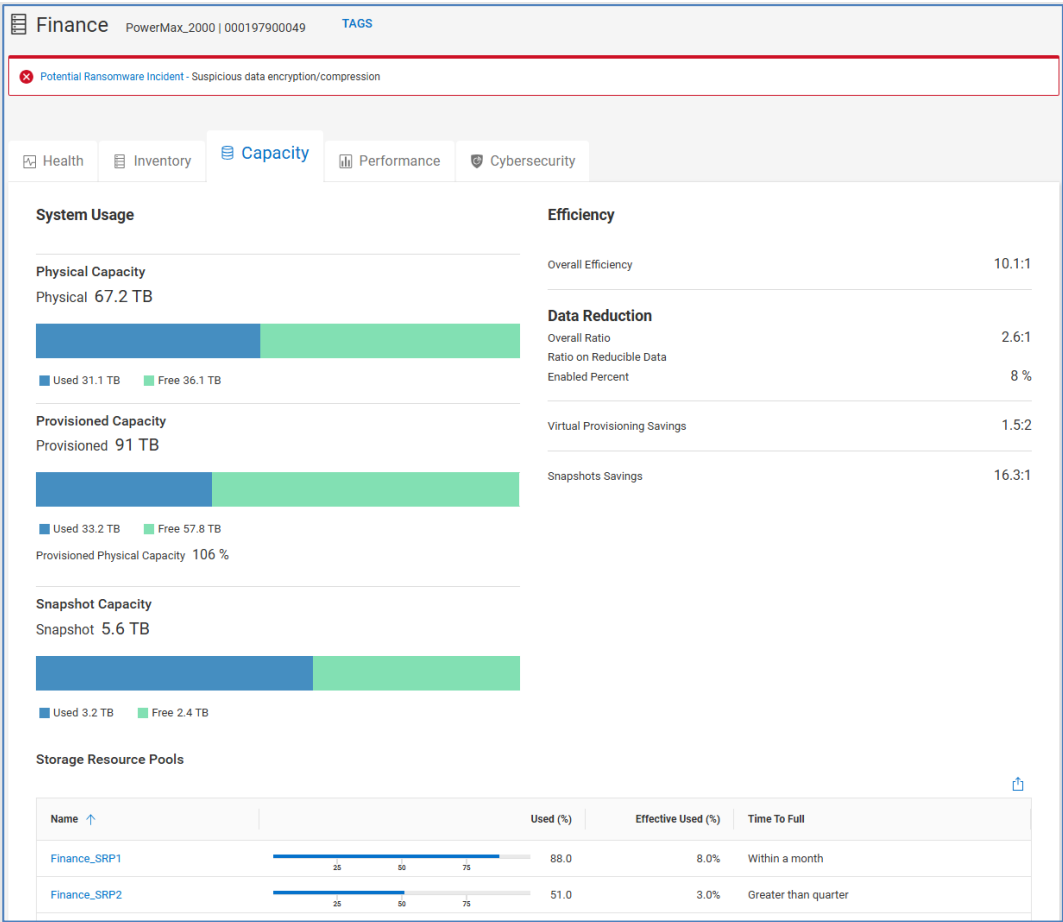 Finance PowerMax_2000 | 000197900049 TAGS
Potential Ransomware Incident - Suspicious data encryption/compression
Health Inventory Capacity Performance Cybersecurity
System Usage
Physical Capacity
Physical 67.2 TB
Used 31.1 TB Free 36.1 TB
Provisioned Capacity
Provisioned 91 TB
Used 33.2 TB Free 57.8 TB
Provisioned Physical Capacity 106 %
Snapshot Capacity
Snapshot 5.6 TB
Used 3.2 TB Free 2.4 TB
Efficiency
Overall Efficiency 10.1:1
Data Reduction
Overall Ratio 2.6:1
Ratio on Reducible Data
Enabled Percent 8 %
Virtual Provisioning Savings 1.5:2
Snapshots Savings 16.3:1
Storage Resource Pools
Name Used (%) Effective Used (%) Time To Full
Finance_SRP1 88.0 8.0% Within a month
25 50 75
Finance_SRP2 51.0 3.0% Greater than quarter
25 50 75